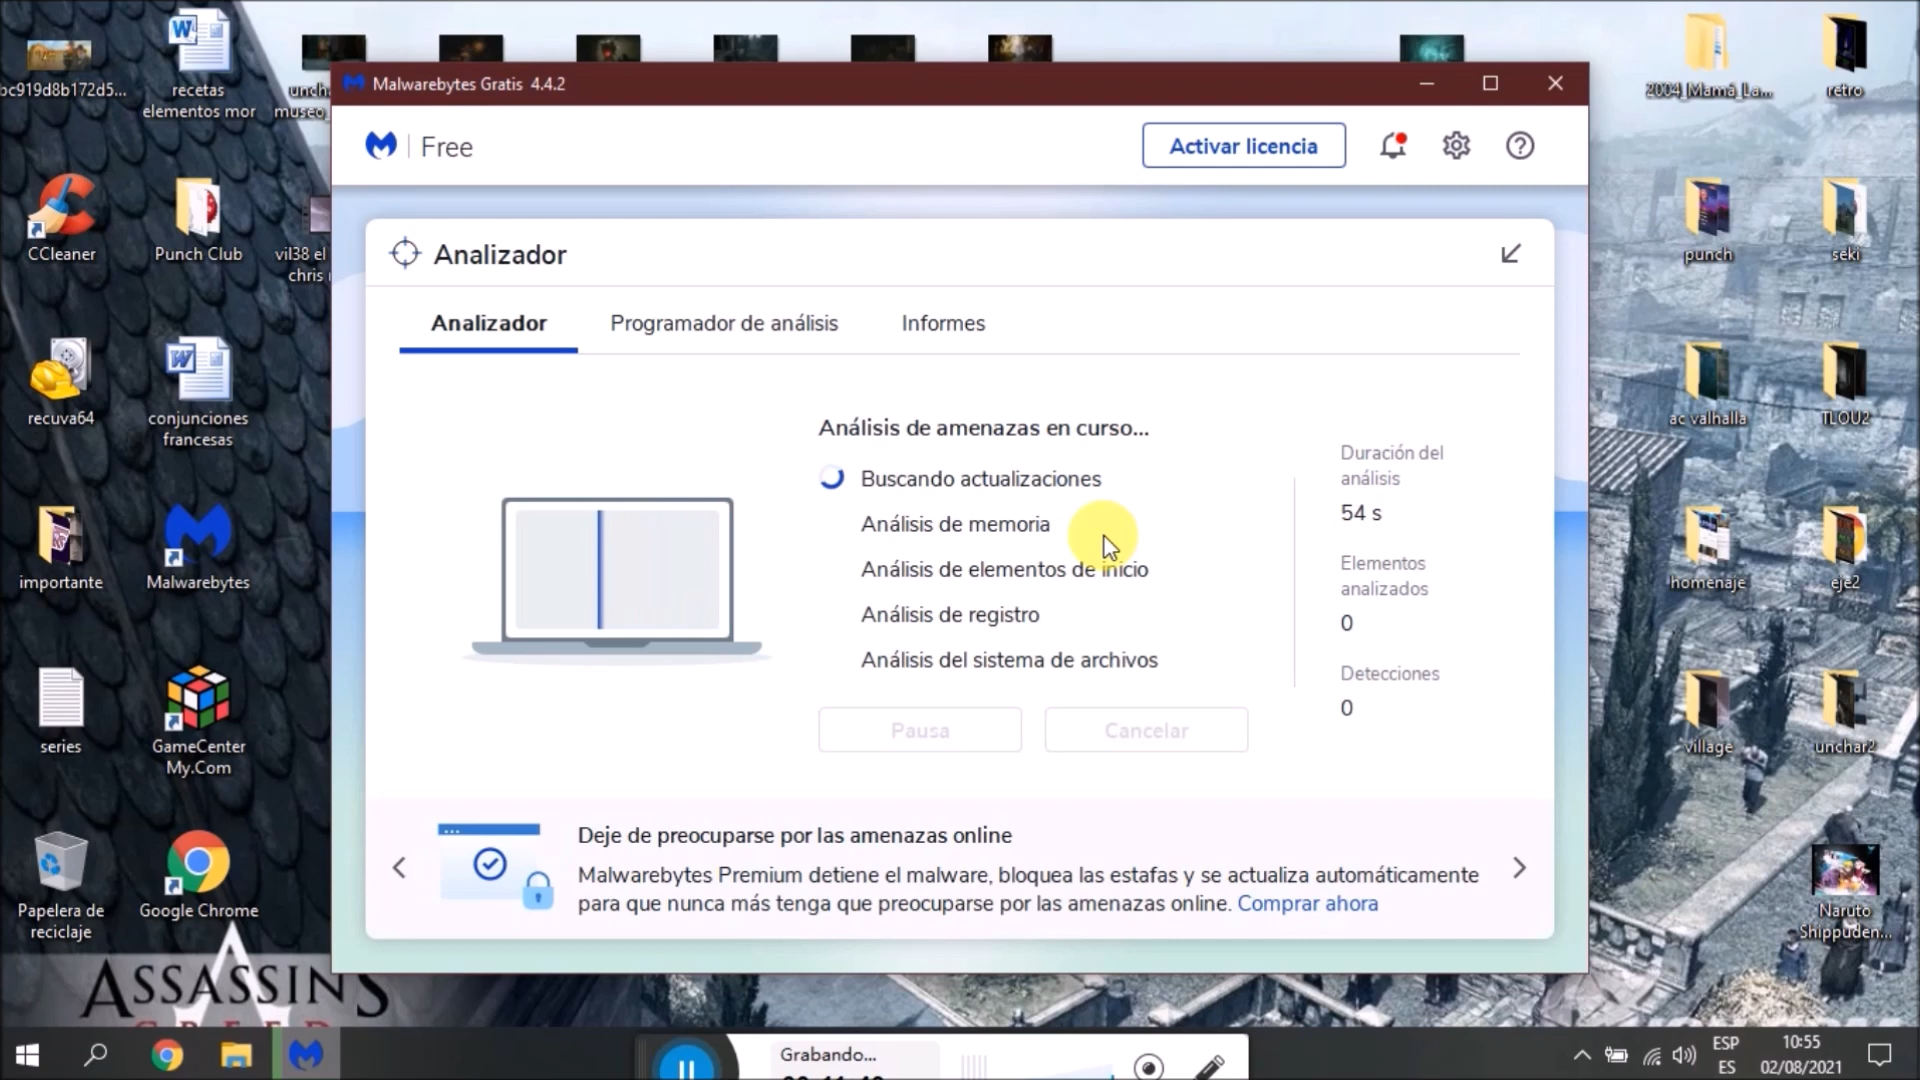 bc919d8b172d5...
recetas
elementos mor
museo_
CCleaner
Punch Club
vil38 el
chris
recuva64
conjunciones
francesas
importante
Malwarebytes
series
GameCenter
My.Com
Papelera de
reciclaje
Google Chrome
ASSASSINS
Malwarebytes Gratis 4.4.2
Free
Activar licencia
Analizador
Analizador
Programador de análisis
Informes
Análisis de amenazas en curso...
Buscando actualizaciones
Análisis de memoria
Análisis de elementos de inicio
Análisis de registro
Análisis del sistema de archivos
Pausa
Cancelar
Duración del
análisis
54 s
Elementos
analizados
0
Detecciones
0
Deje de preocuparse por las amenazas online
Malwarebytes Premium detiene el malware, bloquea las estafas y se actualiza automáticamente
para que nunca más tenga que preocuparse por las amenazas online. Comprar ahora
2004_Mamá_La...
retro
punch
seki
ac valhalla
TLOU2
homenaje
eje2
village
unchar2
Naruto
Shippuden...
Grabando...
ESP
ES
10:55
02/08/2021